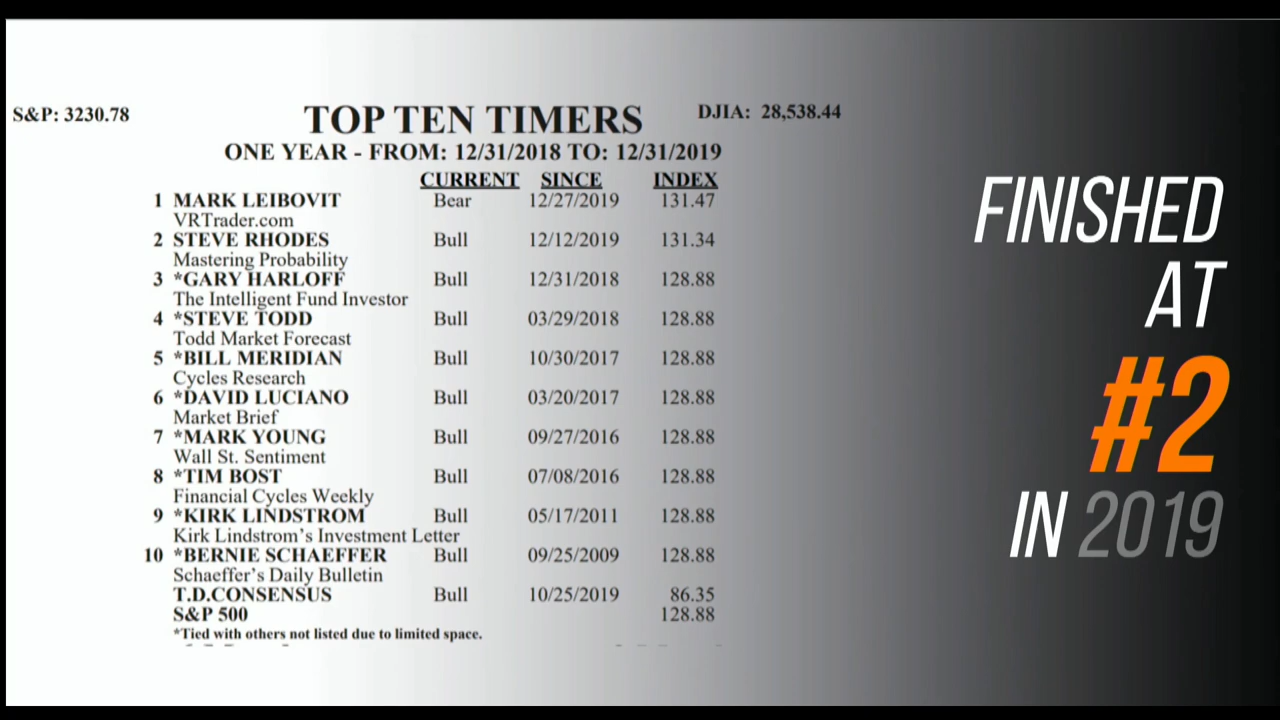 S&P: 3230.78
TOP TEN TIMERS
DJIA: 28,538.44
ONE YEAR - FROM: 12/31/2018 TO: 12/31/2019
CURRENT SINCE INDEX
1 MARK LEIBOVIT Bear 12/27/2019 131.47
VRTrader.com
2 STEVE RHODES Bull 12/12/2019 131.34
Mastering Probability
3 *GARY HARLOFF Bull 12/31/2018 128.88
The Intelligent Fund Investor
4 *STEVE TODD Bull 03/29/2018 128.88
Todd Market Forecast
5 *BILL MERIDIAN Bull 10/30/2017 128.88
Cycles Research
6 *DAVID LUCIANO Bull 03/20/2017 128.88
Market Brief
7 *MARK YOUNG Bull 09/27/2016 128.88
Wall St. Sentiment
8 *TIM BOST Bull 07/08/2016 128.88
Financial Cycles Weekly
9 *KIRK LINDSTROM Bull 05/17/2011 128.88
Kirk Lindstrom's Investment Letter
10 *BERNIE SCHAEFFER Bull 09/25/2009 128.88
Schaeffer's Daily Bulletin
T.D.CONSENSUS Bull 10/25/2019 86.35
S&P 500 128.88
*Tied with others not listed due to limited space.
FINISHED
AT
#2
IN 2019